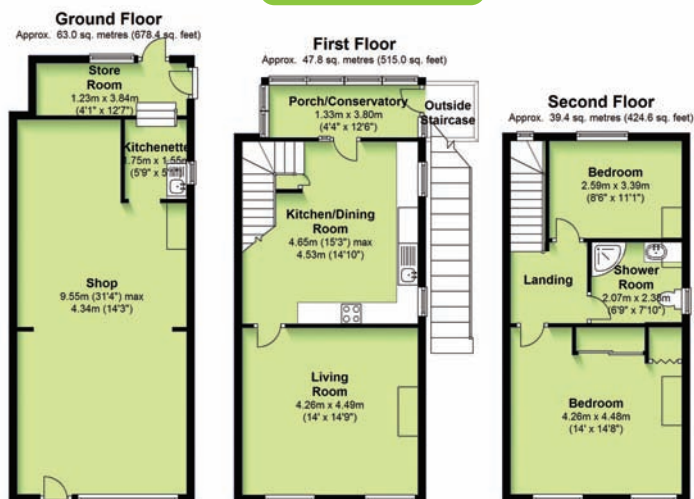 Ground Floor
Approx. 63.0 sq. metres (678.4 sq. feet)
Store
Room
1.23m x 3.84m
(4'1" x 12'7")
Kitchenette
1.75m x 1.55m
(5'9" x 5'1")
Shop
9.55m (31'4") max
4.34m (14'3")
First Floor
Approx. 47.8 sq. metres (515.0 sq. feet)
Porch/Conservatory
1.33m x 3.80m
(4'4" x 12'6")
Outside
Staircase
Kitchen/Dining
Room
4.65m (15'3") max
4.53m (14'10")
Living
Room
4.26m x 4.49m
(14' x 14'9")
Second Floor
Approx. 39.4 sq. metres (424.6 sq. feet)
Bedroom
2.59m x 3.39m
(8'6" x 11'1")
Landing
Shower
Room
2.07m x 2.38m
(6'9" x 7'10")
Bedroom
4.26m x 4.48m
(14' x 14'8")